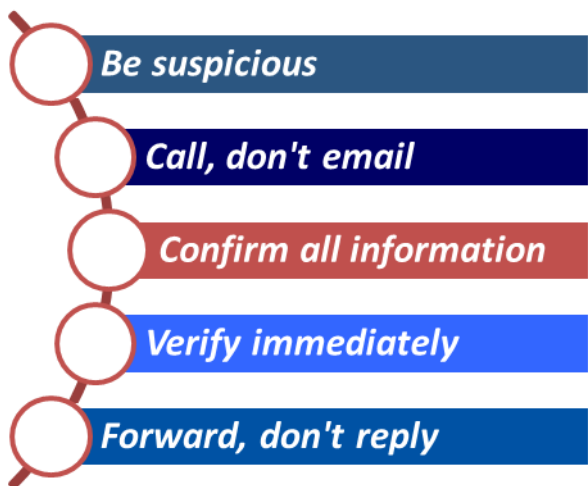 Be suspicious
Call, don't email
Confirm all information
Verify immediately
Forward, don't reply